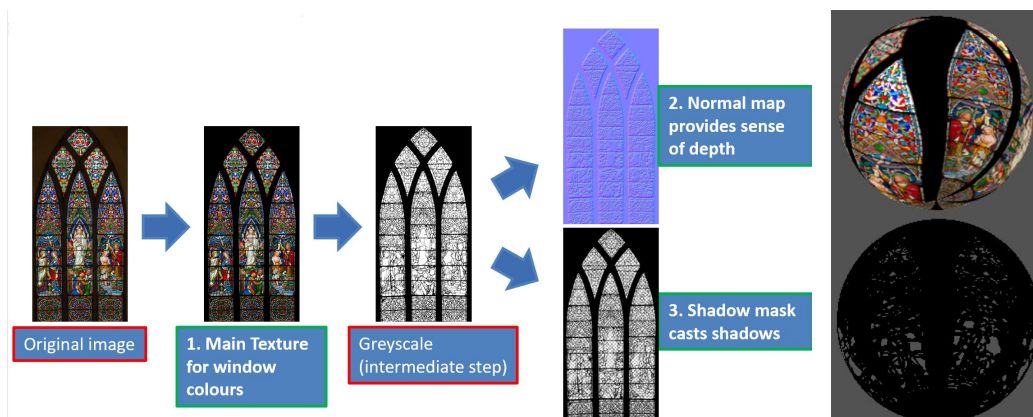 Original image
1. Main Texture
for window
colours
Greyscale
(intermediate step)
2. Normal map
provides sense
of depth
3. Shadow mask
casts shadows